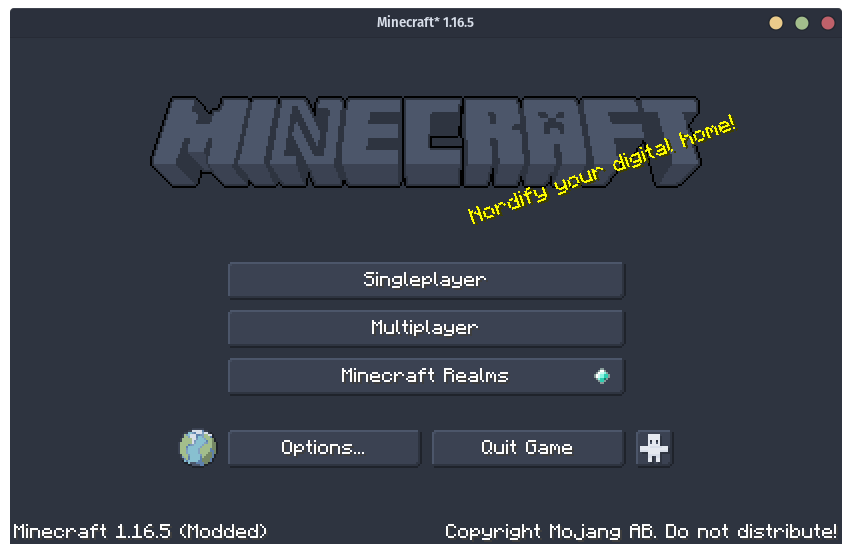 Minecraft* 1.16.5
MINECRAFT
Nordify your digital home!
Singleplayer
Multiplayer
Minecraft Realms
Options...
Quit Game
Minecraft 1.16.5 (Modded)
Copyright Mojang AB. Do not distribute!